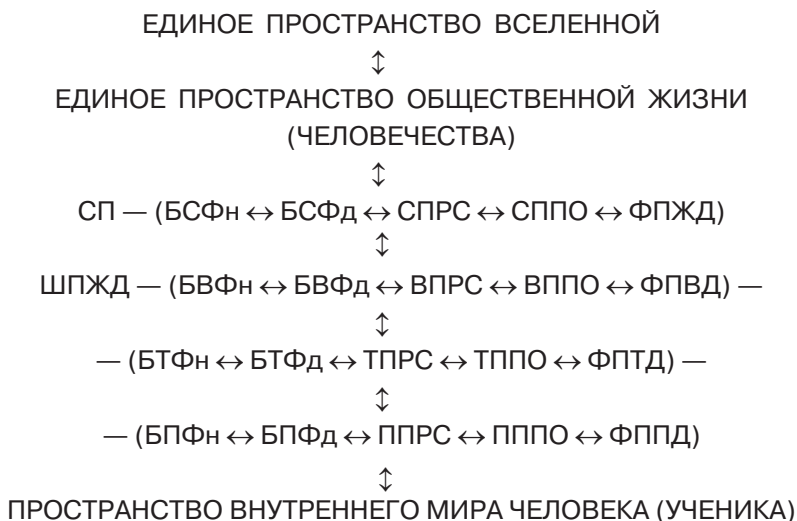 ЕДИНОЕ ПРОСТРАНСТВО ВСЕЛЕННОЙ
↕
ЕДИНОЕ ПРОСТРАНСТВО ОБЩЕСТВЕННОЙ ЖИЗНИ
(ЧЕЛОВЕЧЕСТВА)
↕
СП — (БСФн ↔ БСФд ↔ СПРС ↔ СППО ↔ ФПЖД)
↕
ШПЖД — (БВФн ↔ БВФд ↔ ВПРС ↔ ВППО ↔ ФПВД) —
↕
— (БТФн ↔ БТФд ↔ ТПРС ↔ ТППО ↔ ФПТД) —
↕
— (БПФн ↔ БПФд ↔ ППРС ↔ ПППО ↔ ФППД)
↕
ПРОСТРАНСТВО ВНУТРЕННЕГО МИРА ЧЕЛОВЕКА (УЧЕНИКА)